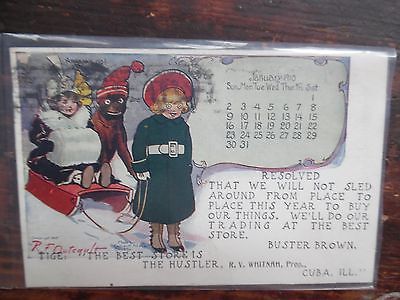 January 1910
Sun. Mon. Tue. Wed. Thu. Fri. Sat.
1
2 3 4 5 6 7 8
9 10 11 12 13 14 15
16 17 18 19 20 21 22
23 24 25 26 27 28 29
30 31
RESOLVED
THAT WE WILL NOT SLED
AROUND FROM PLACE TO
PLACE THIS YEAR TO BUY
OUR THINGS. WE'LL DO OUR
TRADING AT THE BEST
STORE.
BUSTER BROWN.
R.F. Outcault
TIGE: "THE BEST STORE IS
THE HUSTLER, R. V. WHITNAH, Prop.,
CUBA, ILL."